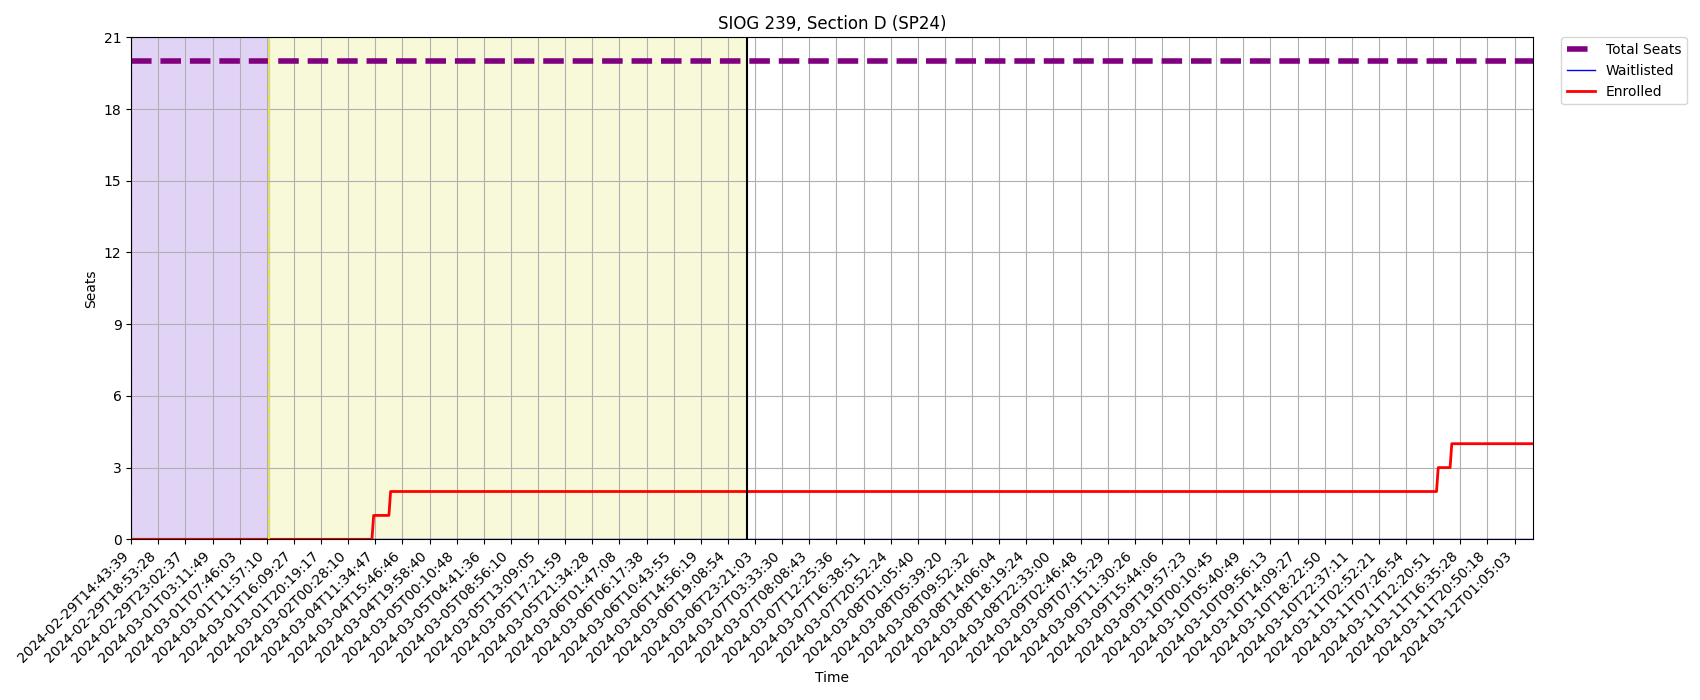 SIOG 239, Section D (SP24)
Total Seats
Waitlisted
Enrolled
Seats
21
18
15
12
9
6
3
0
2024-02-29T14:43:39
2024-02-29T18:53:28
2024-02-29T23:02:37
2024-03-01T03:11:49
2024-03-01T07:46:03
2024-03-01T11:57:10
2024-03-01T16:09:27
2024-03-01T20:19:17
2024-03-02T00:28:10
2024-03-04T11:34:47
2024-03-04T15:46:46
2024-03-04T19:58:40
2024-03-05T00:10:48
2024-03-05T04:41:36
2024-03-05T08:56:10
2024-03-05T13:09:05
2024-03-05T17:21:59
2024-03-05T21:34:28
2024-03-06T01:47:08
2024-03-06T06:17:38
2024-03-06T10:43:55
2024-03-06T14:56:19
2024-03-06T19:08:54
2024-03-06T23:21:03
2024-03-07T03:33:30
2024-03-07T08:08:43
2024-03-07T12:25:36
2024-03-07T16:38:51
2024-03-07T20:52:24
2024-03-08T01:05:40
2024-03-08T05:39:20
2024-03-08T09:52:32
2024-03-08T14:06:04
2024-03-08T18:19:24
2024-03-08T22:33:00
2024-03-09T02:46:48
2024-03-09T07:15:29
2024-03-09T11:30:26
2024-03-09T15:44:06
2024-03-09T19:57:23
2024-03-10T00:10:45
2024-03-10T05:40:49
2024-03-10T09:56:13
2024-03-10T14:09:27
2024-03-10T18:22:50
2024-03-10T22:37:11
2024-03-11T02:52:21
2024-03-11T07:26:54
2024-03-11T12:20:51
2024-03-11T16:35:28
2024-03-11T20:50:18
2024-03-12T01:05:03
Time